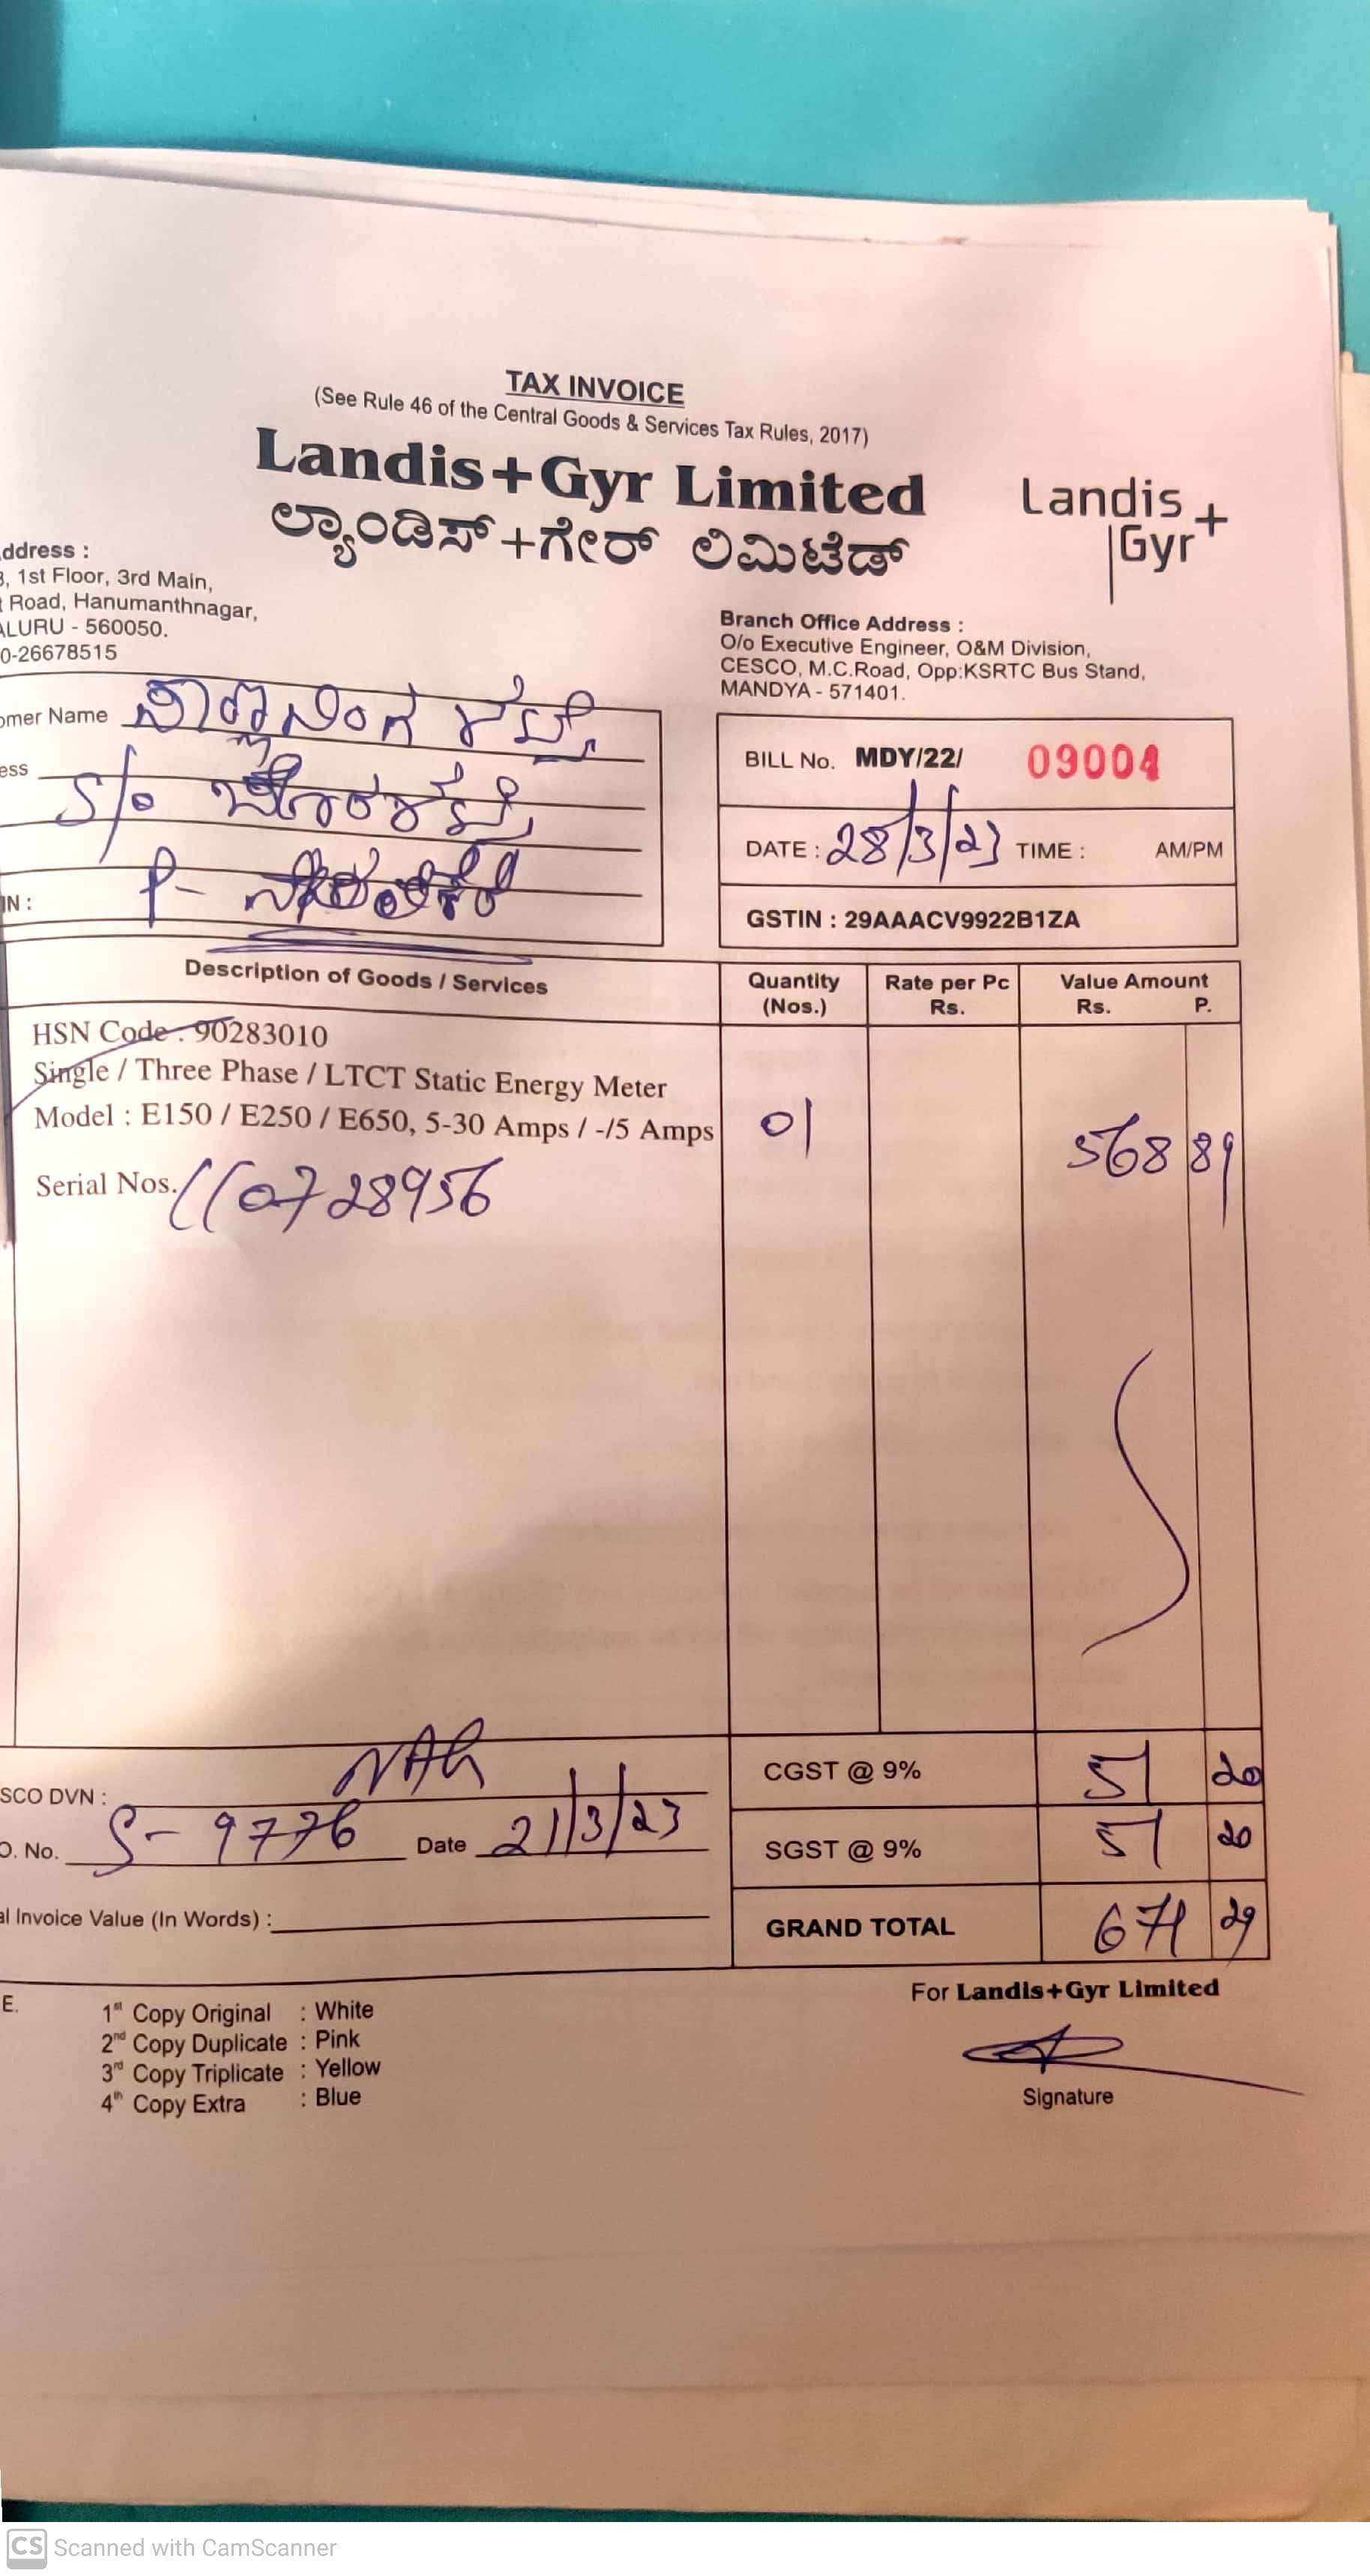 TAX INVOICE
(See Rule 46 of the Central Goods & Services Tax Rules, 2017)
Landis+Gyr Limited
ಲ್ಯಾಂಡಿಸ್+ಗೇರ್ ಲಿಮಿಟೆಡ್
Landis
Gyr+
ddress :
, 1st Floor, 3rd Main,
Road, Hanumanthnagar,
ALURU - 560050.
0-26678515
Branch Office Address :
O/o Executive Engineer, O&M Division,
CESCO, M.C.Road, Opp:KSRTC Bus Stand,
MANDYA - 571401.
omer Name
ess S/o
IN : P-
BILL No. MDY/22/ 09004
DATE : 28/3/23 TIME : AM/PM
GSTIN : 29AAACV9922B1ZA
Description of Goods / Services Quantity (Nos.) Rate per Pc Rs. Value Amount Rs. P.
HSN Code : 90283010
Single / Three Phase / LTCT Static Energy Meter
Model : E150 / E250 / E650, 5-30 Amps / -/5 Amps 01 568 89
Serial Nos. 110728956
NAG
SCO DVN : CGST @ 9% 51 20
O. No. S- 9776 Date 21/3/23 SGST @ 9% 51 20
al Invoice Value (In Words) : GRAND TOTAL 671 29
E.
1st Copy Original : White
2nd Copy Duplicate : Pink
3rd Copy Triplicate : Yellow
4th Copy Extra : Blue
For Landis+Gyr Limited
Signature
CS Scanned with CamScanner